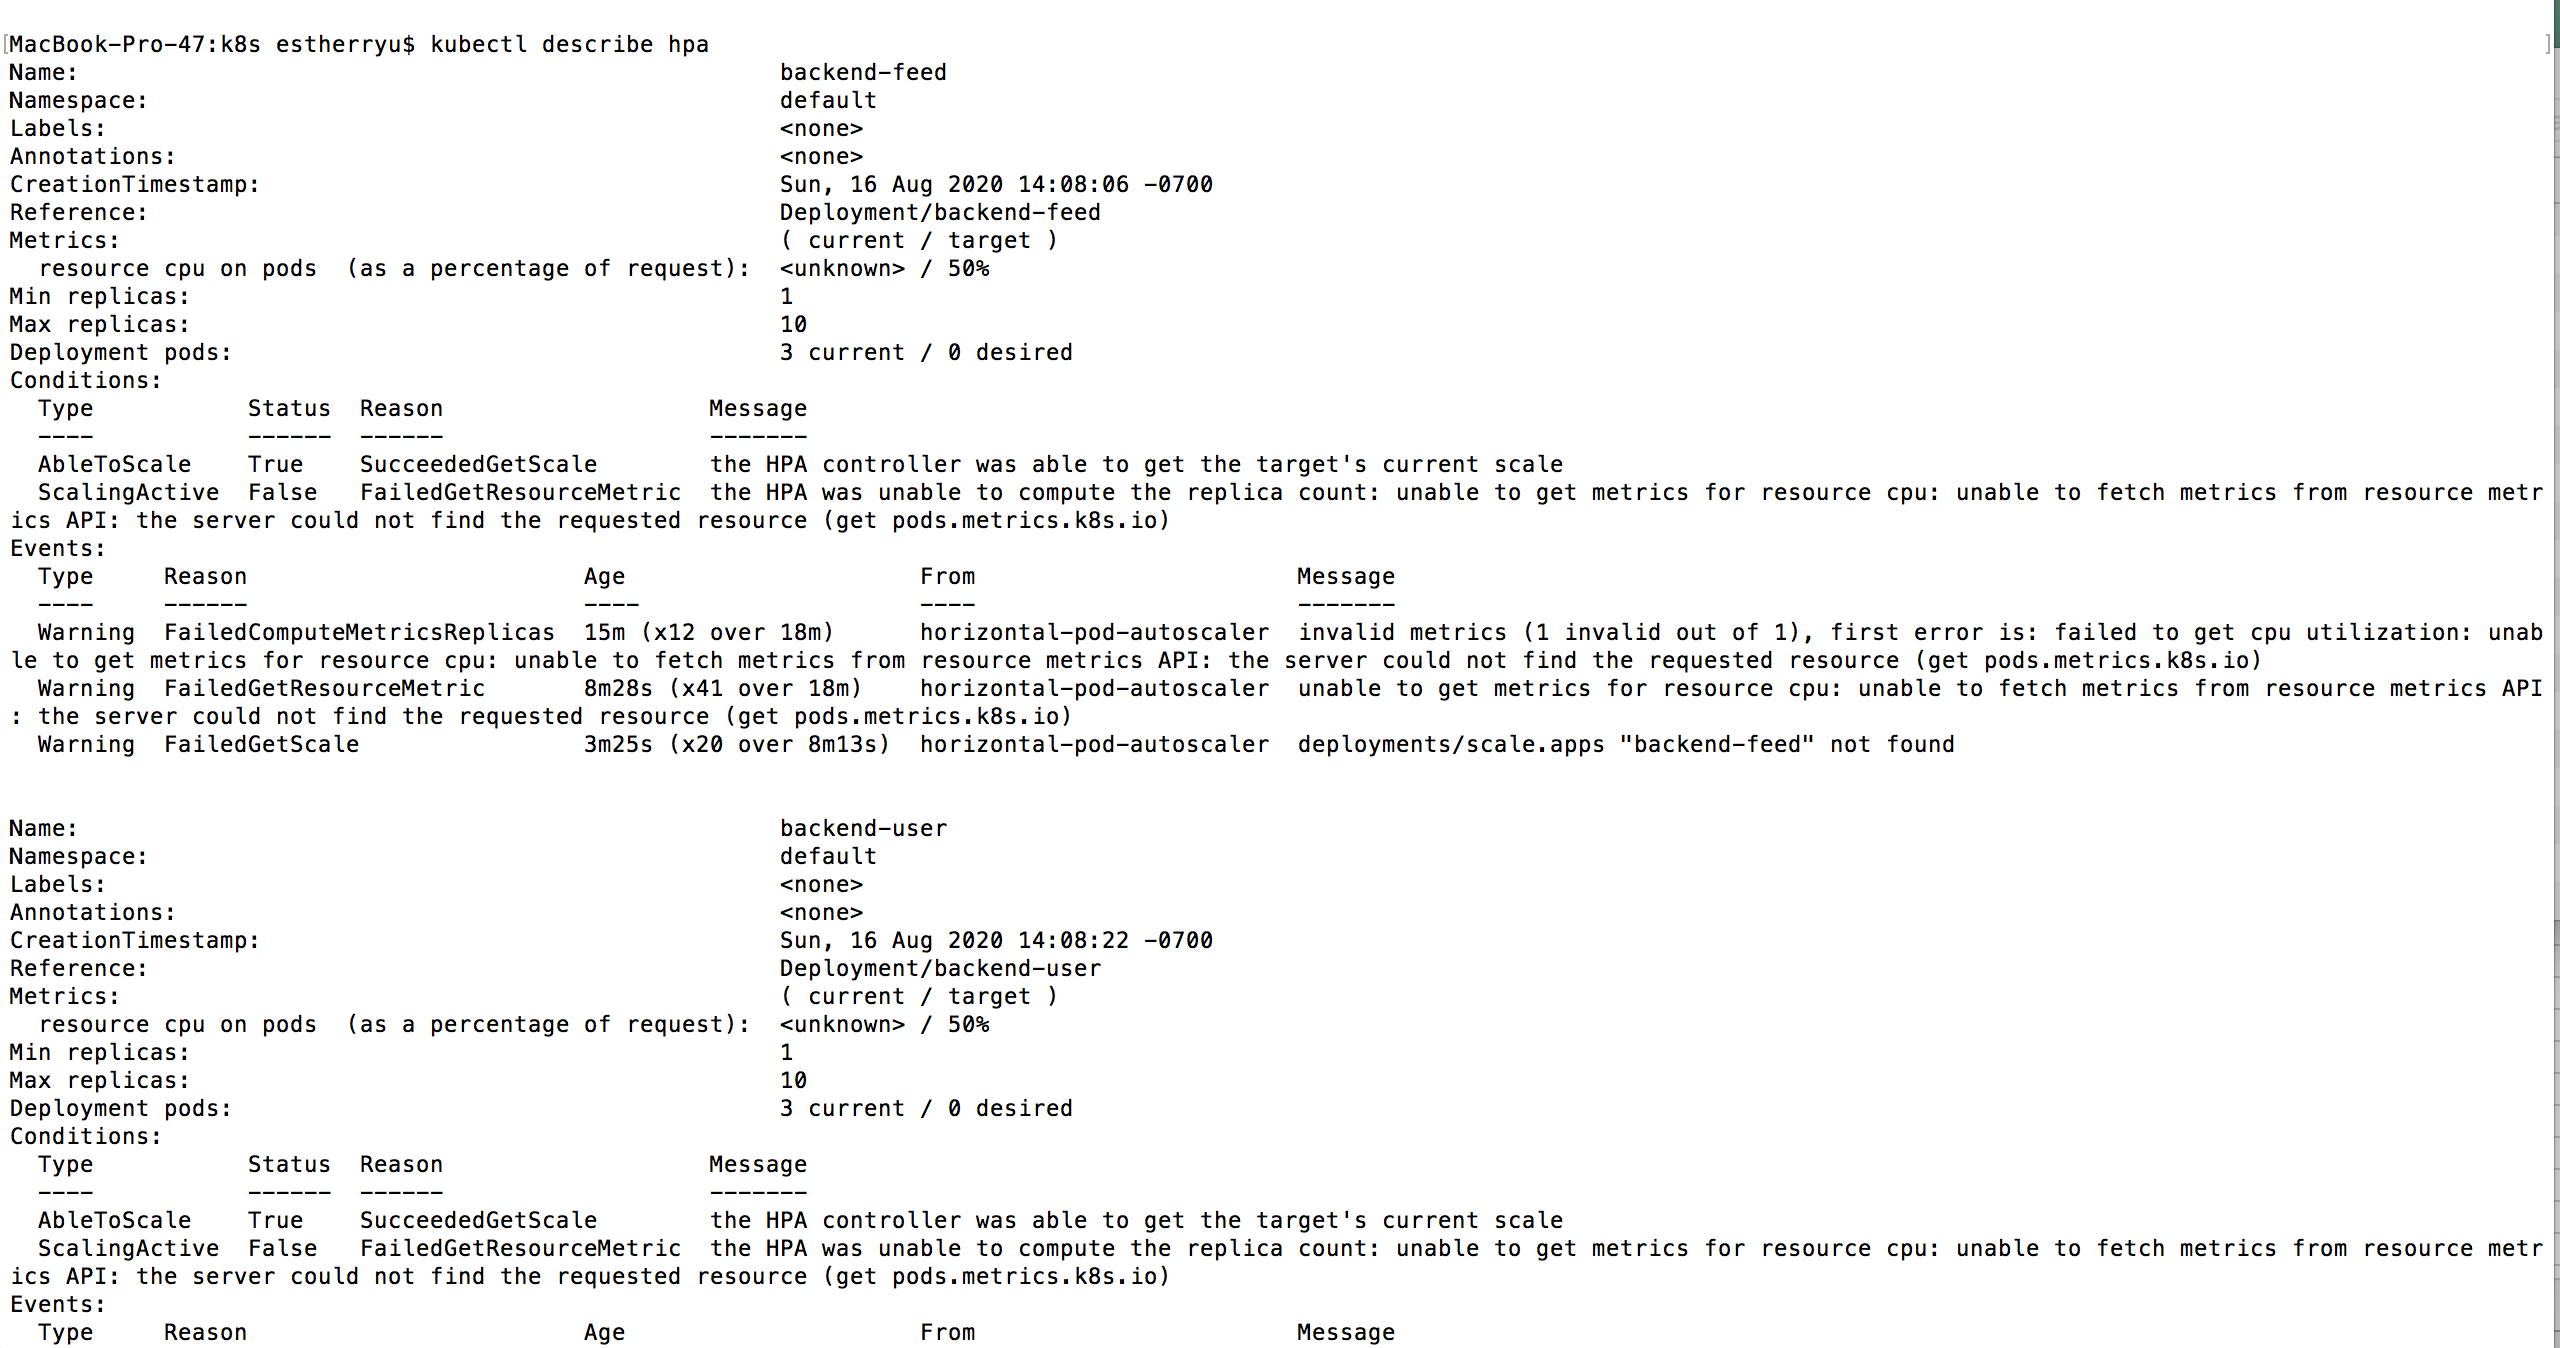 [MacBook-Pro-47:k8s estherryu$ kubectl describe hpa ]
Name: backend-feed
Namespace: default
Labels: <none>
Annotations: <none>
CreationTimestamp: Sun, 16 Aug 2020 14:08:06 -0700
Reference: Deployment/backend-feed
Metrics: ( current / target )
  resource cpu on pods  (as a percentage of request): <unknown> / 50%
Min replicas: 1
Max replicas: 10
Deployment pods: 3 current / 0 desired
Conditions:
  Type           Status  Reason                   Message
  ----           ------  ------                   -------
  AbleToScale    True    SucceededGetScale        the HPA controller was able to get the target's current scale
  ScalingActive  False   FailedGetResourceMetric  the HPA was unable to compute the replica count: unable to get metrics for resource cpu: unable to fetch metrics from resource metr
ics API: the server could not find the requested resource (get pods.metrics.k8s.io)
Events:
  Type     Reason                        Age                     From                       Message
  ----     ------                        ----                    ----                       -------
  Warning  FailedComputeMetricsReplicas  15m (x12 over 18m)      horizontal-pod-autoscaler  invalid metrics (1 invalid out of 1), first error is: failed to get cpu utilization: unab
le to get metrics for resource cpu: unable to fetch metrics from resource metrics API: the server could not find the requested resource (get pods.metrics.k8s.io)
  Warning  FailedGetResourceMetric       8m28s (x41 over 18m)    horizontal-pod-autoscaler  unable to get metrics for resource cpu: unable to fetch metrics from resource metrics API
: the server could not find the requested resource (get pods.metrics.k8s.io)
  Warning  FailedGetScale                3m25s (x20 over 8m13s)  horizontal-pod-autoscaler  deployments/scale.apps "backend-feed" not found
Name: backend-user
Namespace: default
Labels: <none>
Annotations: <none>
CreationTimestamp: Sun, 16 Aug 2020 14:08:22 -0700
Reference: Deployment/backend-user
Metrics: ( current / target )
  resource cpu on pods  (as a percentage of request): <unknown> / 50%
Min replicas: 1
Max replicas: 10
Deployment pods: 3 current / 0 desired
Conditions:
  Type           Status  Reason                   Message
  ----           ------  ------                   -------
  AbleToScale    True    SucceededGetScale        the HPA controller was able to get the target's current scale
  ScalingActive  False   FailedGetResourceMetric  the HPA was unable to compute the replica count: unable to get metrics for resource cpu: unable to fetch metrics from resource metr
ics API: the server could not find the requested resource (get pods.metrics.k8s.io)
Events:
  Type     Reason                        Age                     From                       Message